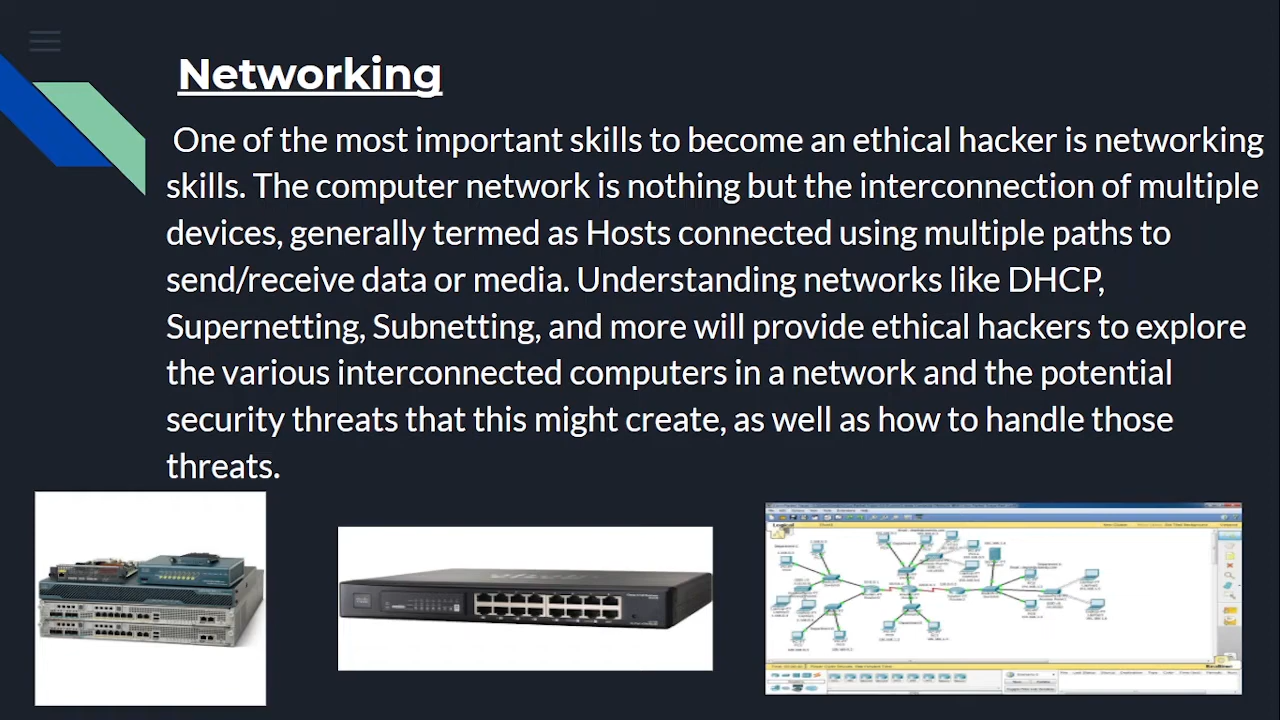 Networking
One of the most important skills to become an ethical hacker is networking
skills. The computer network is nothing but the interconnection of multiple
devices, generally termed as Hosts connected using multiple paths to
send/receive data or media. Understanding networks like DHCP,
Supernetting, Subnetting, and more will provide ethical hackers to explore
the various interconnected computers in a network and the potential
security threats that this might create, as well as how to handle those
threats.
Logical